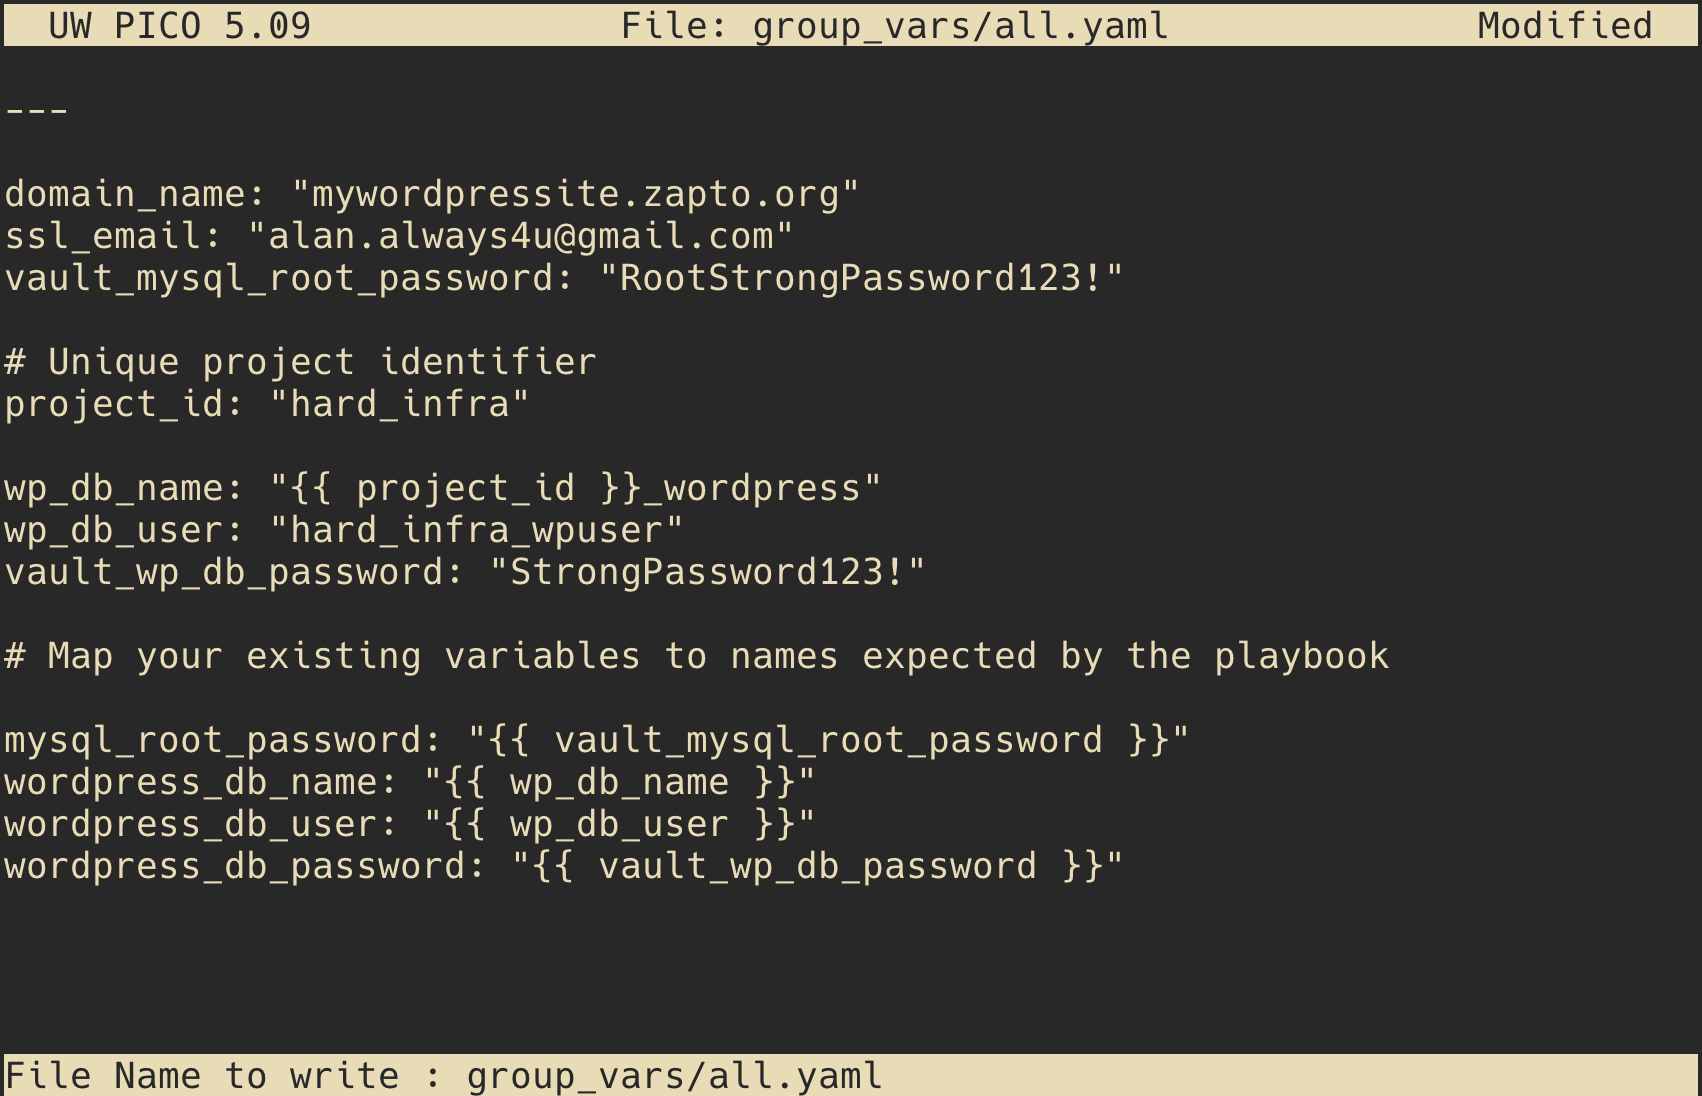 UW PICO 5.09 File: group_vars/all.yaml Modified
---
domain_name: "mywordpressite.zapto.org"
ssl_email: "alan.always4u@gmail.com"
vault_mysql_root_password: "RootStrongPassword123!"
# Unique project identifier
project_id: "hard_infra"
wp_db_name: "{{ project_id }}_wordpress"
wp_db_user: "hard_infra_wpuser"
vault_wp_db_password: "StrongPassword123!"
# Map your existing variables to names expected by the playbook
mysql_root_password: "{{ vault_mysql_root_password }}"
wordpress_db_name: "{{ wp_db_name }}"
wordpress_db_user: "{{ wp_db_user }}"
wordpress_db_password: "{{ vault_wp_db_password }}"
File Name to write : group_vars/all.yaml